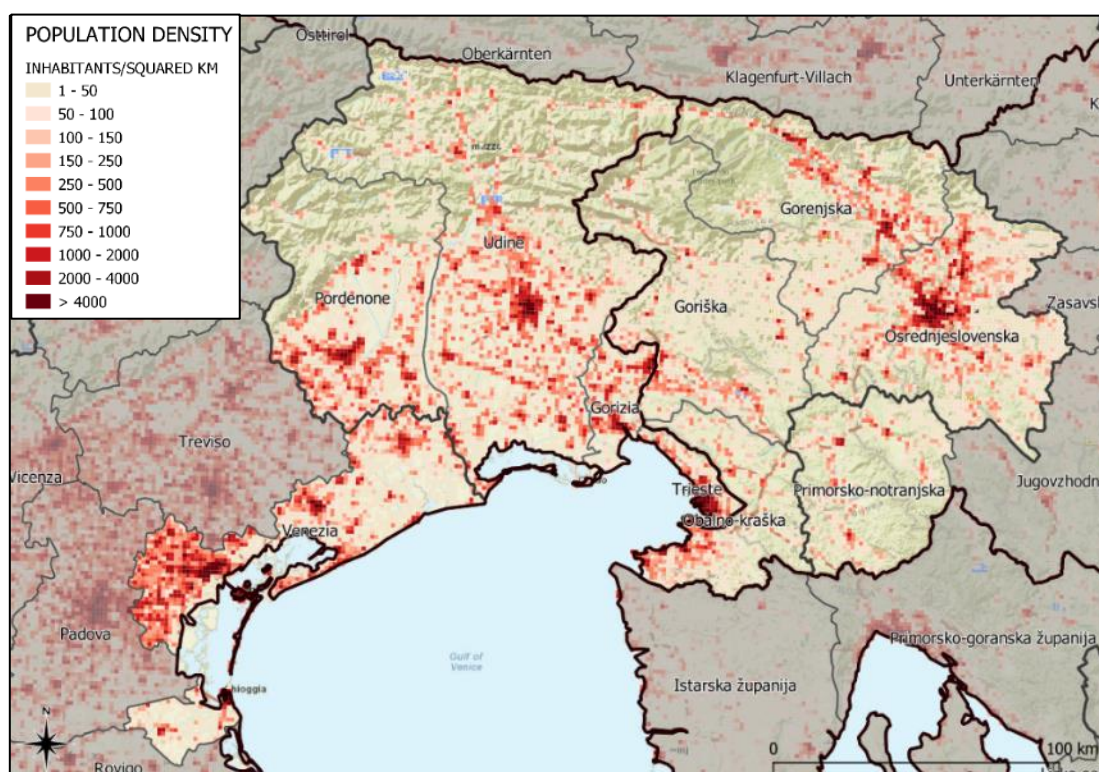 POPULATION DENSITY
INHABITANTS/SQUARED KM
1 - 50
50 - 100
100 - 150
150 - 250
250 - 500
500 - 750
750 - 1000
1000 - 2000
2000 - 4000
> 4000
Osttirol
Oberkärnten
Klagenfurt-Villach
Unterkärnten
Gorenjska
Udine
Pordenone
Goriška
Zasavsk
Osrednjeslovenska
Gorizia
Treviso
Vicenza
Jugovzhodn
Trieste
Primorsko-notranjska
Obalno-kraška
Venezia
Padova
Primorsko-goranska županija
Gulf of
Venice
Istarska županija
hioggia
N
0
100 km
Rovigo